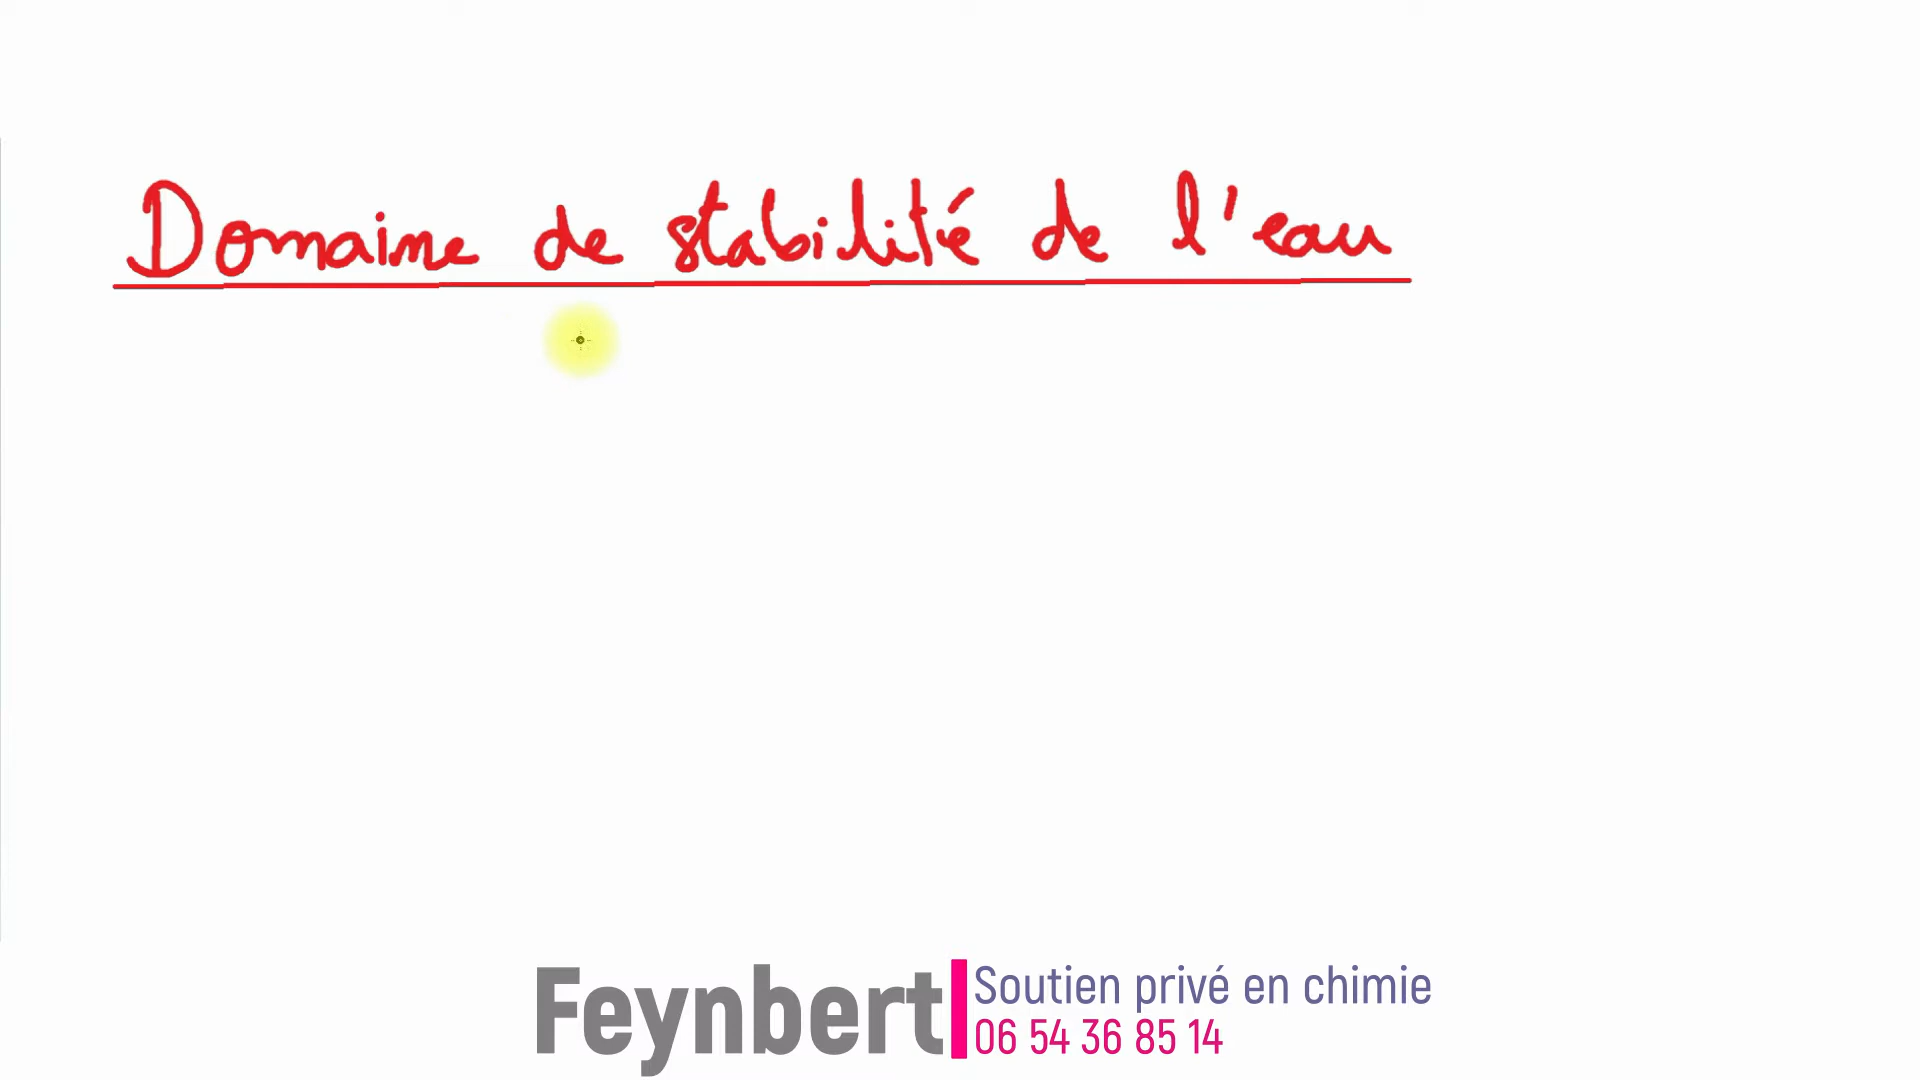 Domaine de stabilité de l'eau
Feynbert
Soutien privé en chimie
06 54 36 85 14